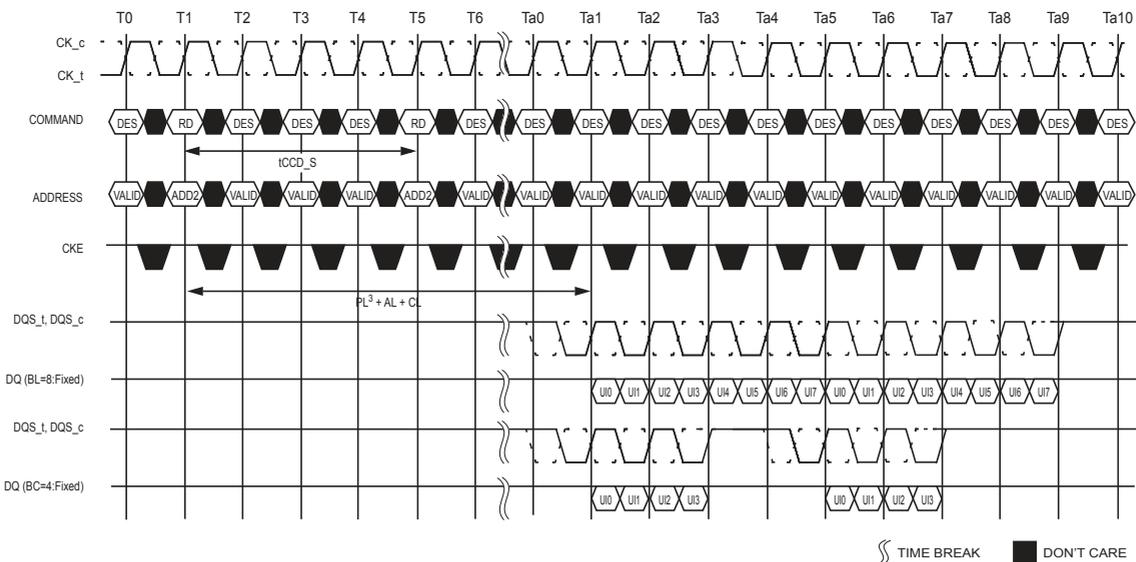 T0 T1 T2 T3 T4 T5 T6 Ta0 Ta1 Ta2 Ta3 Ta4 Ta5 Ta6 Ta7 Ta8 Ta9 Ta10
CK_c
CK_t
COMMAND DES RD DES DES DES RD DES DES DES DES DES DES DES DES DES DES DES DES
tCCD_S
ADDRESS VALID ADD2 VALID VALID VALID ADD2 VALID VALID VALID VALID VALID VALID VALID VALID VALID VALID VALID VALID
CKE
PL3 + AL + CL
DQS_t, DQS_c
DQ (BL=8:Fixed) UI0 UI1 UI2 UI3 UI4 UI5 UI6 UI7 UI0 UI1 UI2 UI3 UI4 UI5 UI6 UI7
DQS_t, DQS_c
DQ (BC=4:Fixed) UI0 UI1 UI2 UI3 UI0 UI1 UI2 UI3
TIME BREAK DON'T CARE